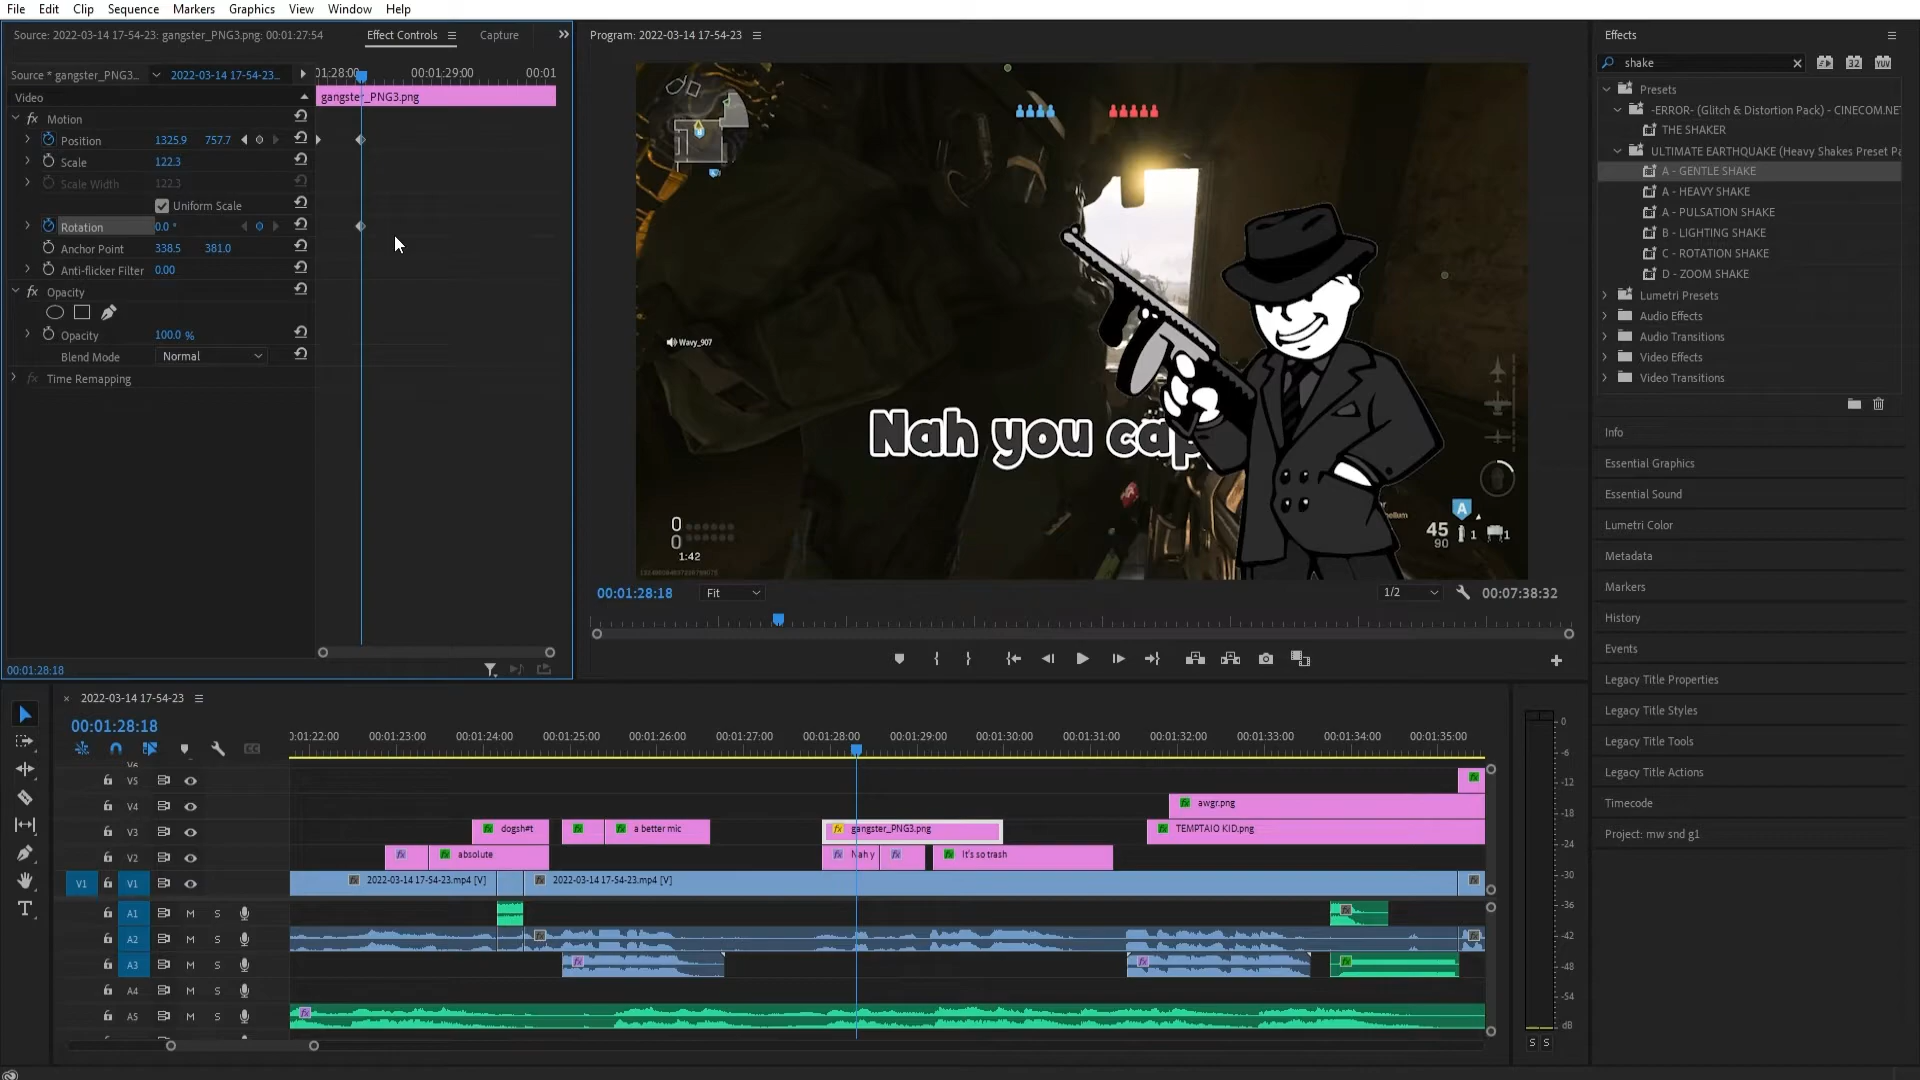 File Edit Clip Sequence Markers Graphics View Window Help
Source: 2022-03-14 17-54-23: gangster_PNG3.png: 00:01:27:54
Effect Controls
Capture
Program: 2022-03-14 17-54-23
Effects
Source * gangster_PNG3...
2022-03-14 17-54-23...
01:28:00
00:01:29:00
00:01
shake
Video
gangster_PNG3.png
Motion
Position 1325.9 757.7
Scale 122.3
Scale Width 122.3
Uniform Scale
Rotation 0.0 °
Anchor Point 338.5 381.0
Anti-flicker Filter 0.00
Opacity
Opacity 100.0 %
Blend Mode Normal
Time Remapping
00:01:28:18
Wavy_907
Nah you cap
0
0
1:42
A
45
90
1
1
00:01:28:18
Fit
1/2
00:07:38:32
Presets
-ERROR- (Glitch & Distortion Pack) - CINECOM.NE
THE SHAKER
ULTIMATE EARTHQUAKE (Heavy Shakes Preset Pa
A - GENTLE SHAKE
A - HEAVY SHAKE
A - PULSATION SHAKE
B - LIGHTING SHAKE
C - ROTATION SHAKE
D - ZOOM SHAKE
Lumetri Presets
Audio Effects
Audio Transitions
Video Effects
Video Transitions
Info
Essential Graphics
Essential Sound
Lumetri Color
Metadata
Markers
History
Events
Legacy Title Properties
Legacy Title Styles
Legacy Title Tools
Legacy Title Actions
Timecode
Project: mw snd g1
2022-03-14 17-54-23
00:01:28:18
0:01:22:00 00:01:23:00 00:01:24:00 00:01:25:00 00:01:26:00 00:01:27:00 00:01:28:00 00:01:29:00 00:01:30:00 00:01:31:00 00:01:32:00 00:01:33:00 00:01:34:00 00:01:35:00
V5
V4 awgr.png
V3 dogsh#t a better mic gangster_PNG3.png TEMPTAIO KID.png
V2 absolute Nah y It's so trash
V1 V1 2022-03-14 17-54-23.mp4 [V] 2022-03-14 17-54-23.mp4 [V]
A1 M S
A2 M S
A3 M S
A4 M S
A5 M S
0
-6
-12
-18
-24
-30
-36
-42
-48
-54
dB
S S